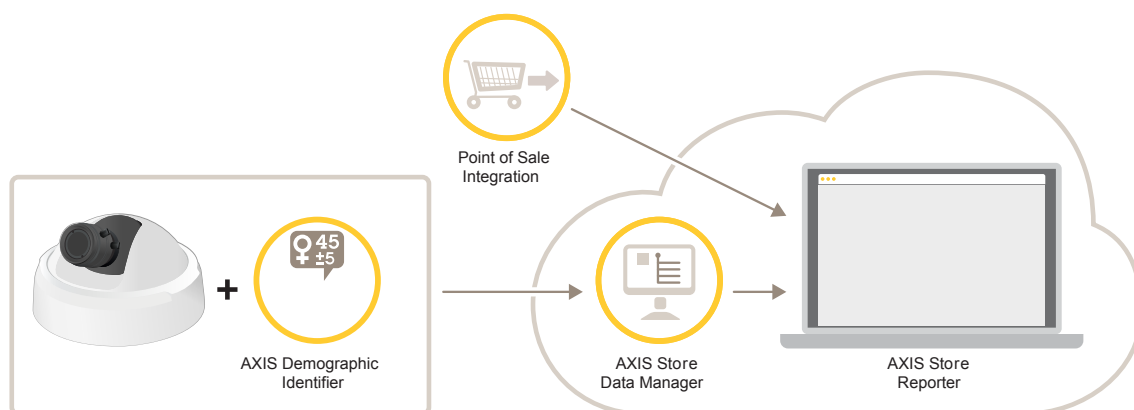 Point of Sale
Integration
45
±5
AXIS Demographic
Identifier
AXIS Store
Data Manager
AXIS Store
Reporter